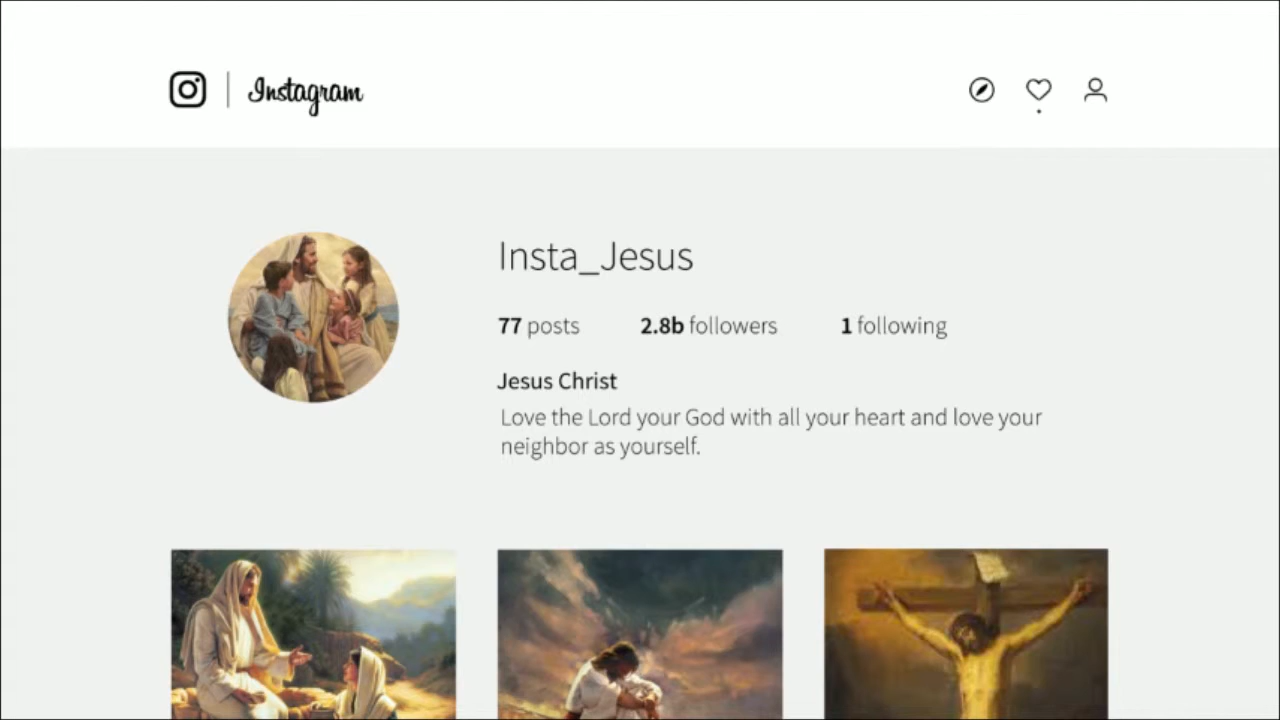 Instagram
Insta_Jesus
77 posts 2.8b followers 1 following
Jesus Christ
Love the Lord your God with all your heart and love your
neighbor as yourself.